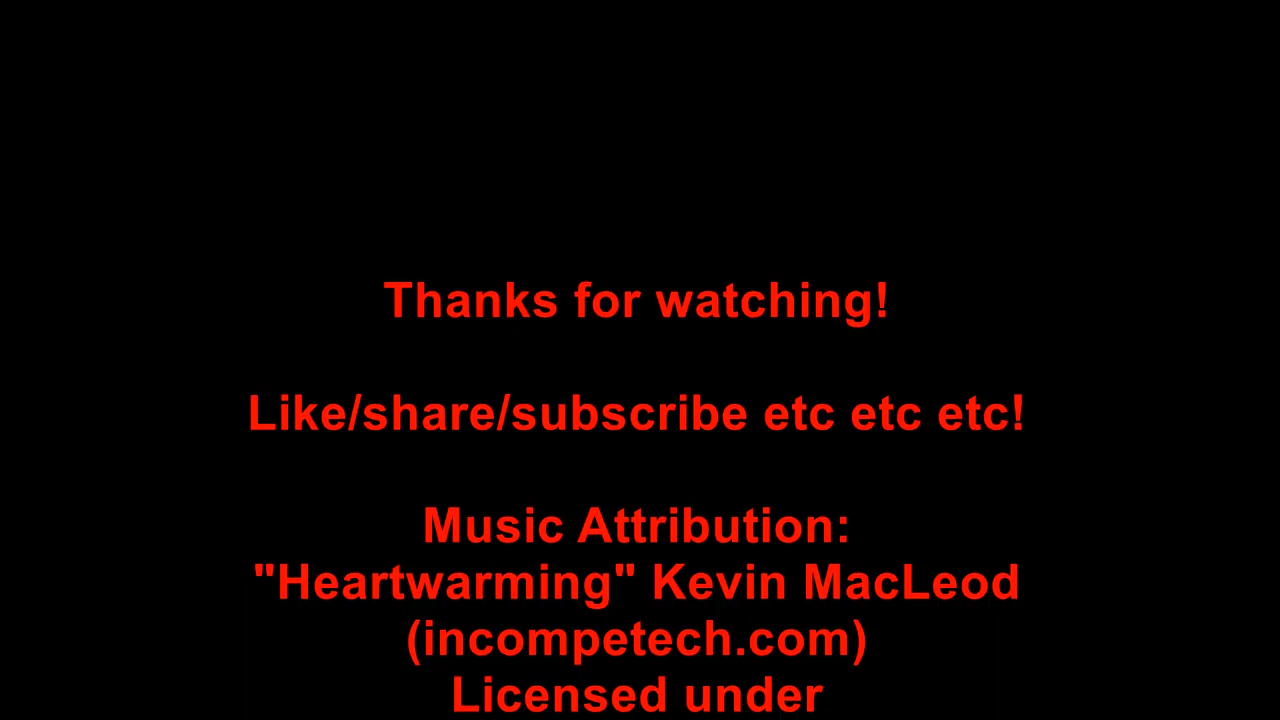 Thanks for watching!
Like/share/subscribe etc etc etc!
Music Attribution:
"Heartwarming" Kevin MacLeod
(incompetech.com)
Licensed under